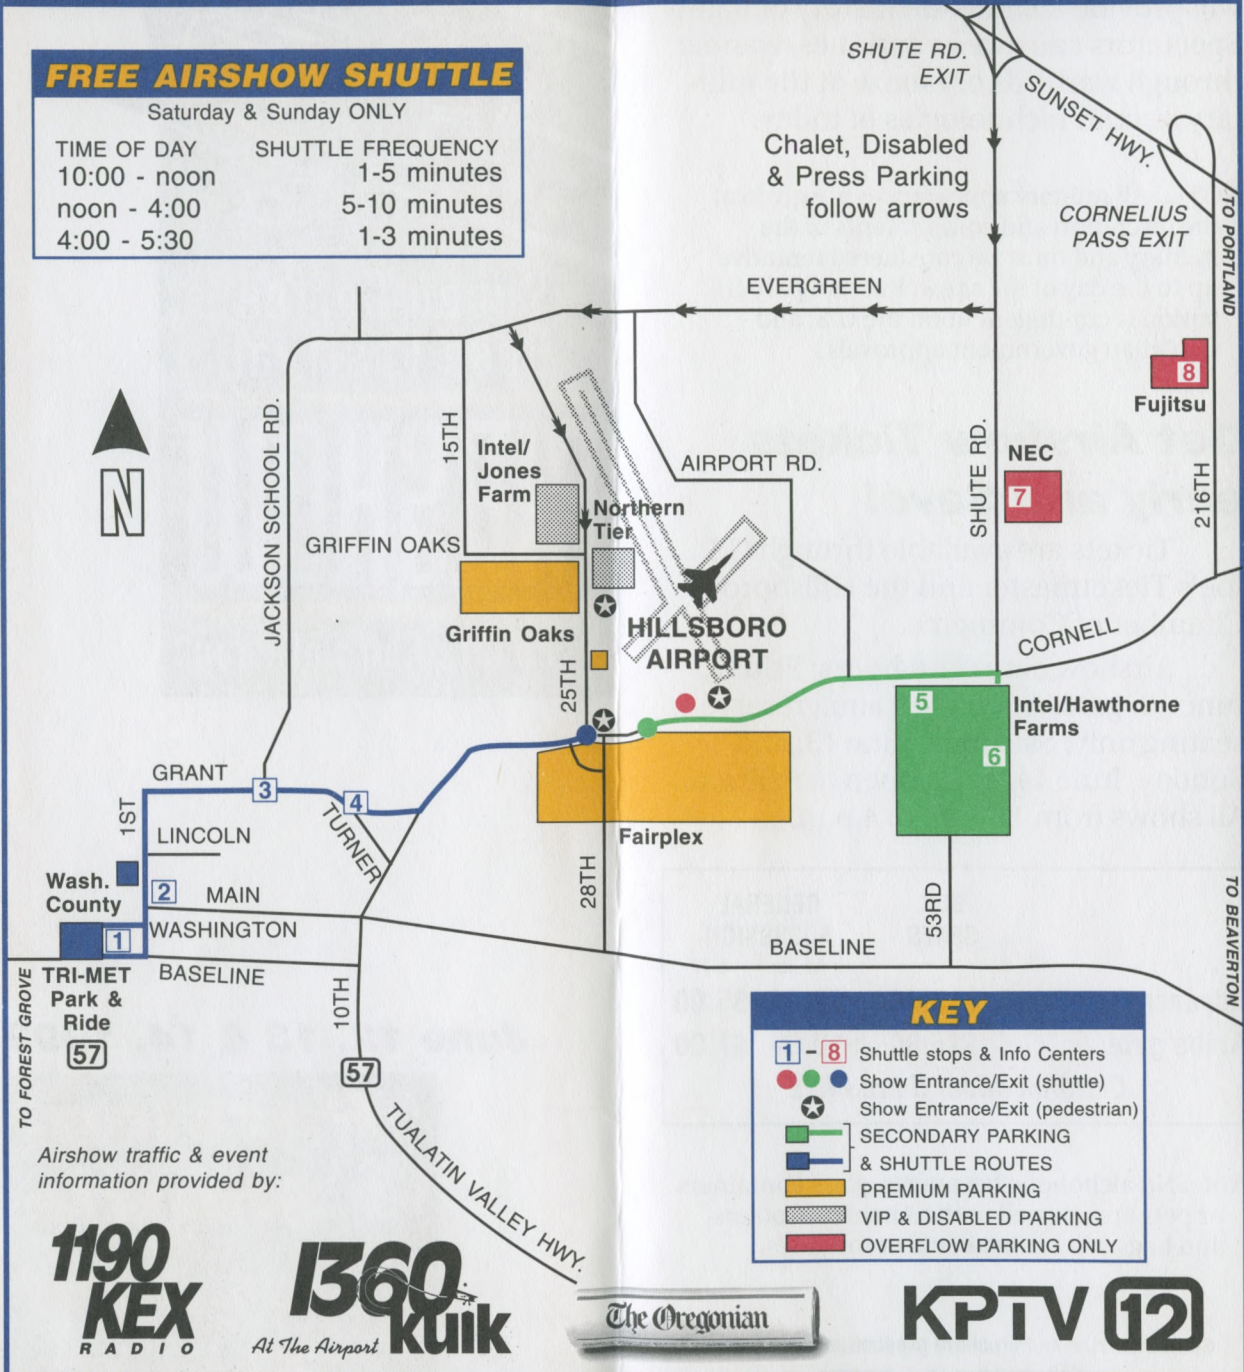 FREE AIRSHOW SHUTTLE
Saturday & Sunday ONLY
TIME OF DAY SHUTTLE FREQUENCY
10:00 - noon 1-5 minutes
noon - 4:00 5-10 minutes
4:00 - 5:30 1-3 minutes
SHUTE RD.
EXIT
SUNSET HWY.
Chalet, Disabled
& Press Parking
follow arrows
CORNELIUS
PASS EXIT
TO PORTLAND
EVERGREEN
8
Fujitsu
N
JACKSON SCHOOL RD.
15TH
Intel/
Jones
Farm
AIRPORT RD.
SHUTE RD.
NEC
7
216TH
Northern
Tier
GRIFFIN OAKS
Griffin Oaks
HILLSBORO
AIRPORT
CORNELL
25TH
5
6
Intel/Hawthorne
Farms
GRANT
3
4
1ST
LINCOLN
TURNER
Fairplex
28TH
Wash.
County
2
MAIN
1
WASHINGTON
53RD
BASELINE
TO BEAVERTON
TRI-MET
Park &
Ride
57
BASELINE
10TH
TO FOREST GROVE
57
TUALATIN VALLEY HWY.
KEY
1 - 8 Shuttle stops & Info Centers
Show Entrance/Exit (shuttle)
Show Entrance/Exit (pedestrian)
SECONDARY PARKING
& SHUTTLE ROUTES
PREMIUM PARKING
VIP & DISABLED PARKING
OVERFLOW PARKING ONLY
Airshow traffic & event
information provided by:
1190
KEX
RADIO
1360
kuik
At The Airport
The Oregonian
KPTV 12